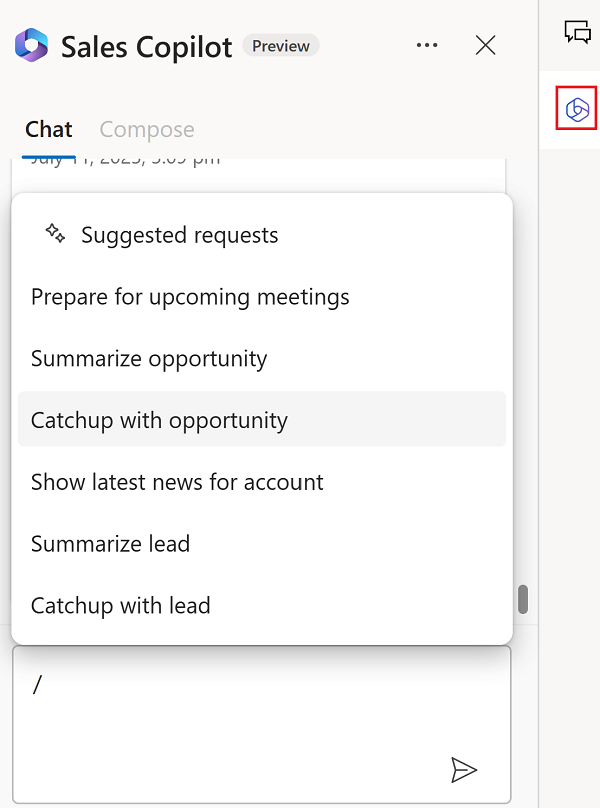 Sales Copilot Preview
Chat Compose
Suggested requests
Prepare for upcoming meetings
Summarize opportunity
Catchup with opportunity
Show latest news for account
Summarize lead
Catchup with lead
/